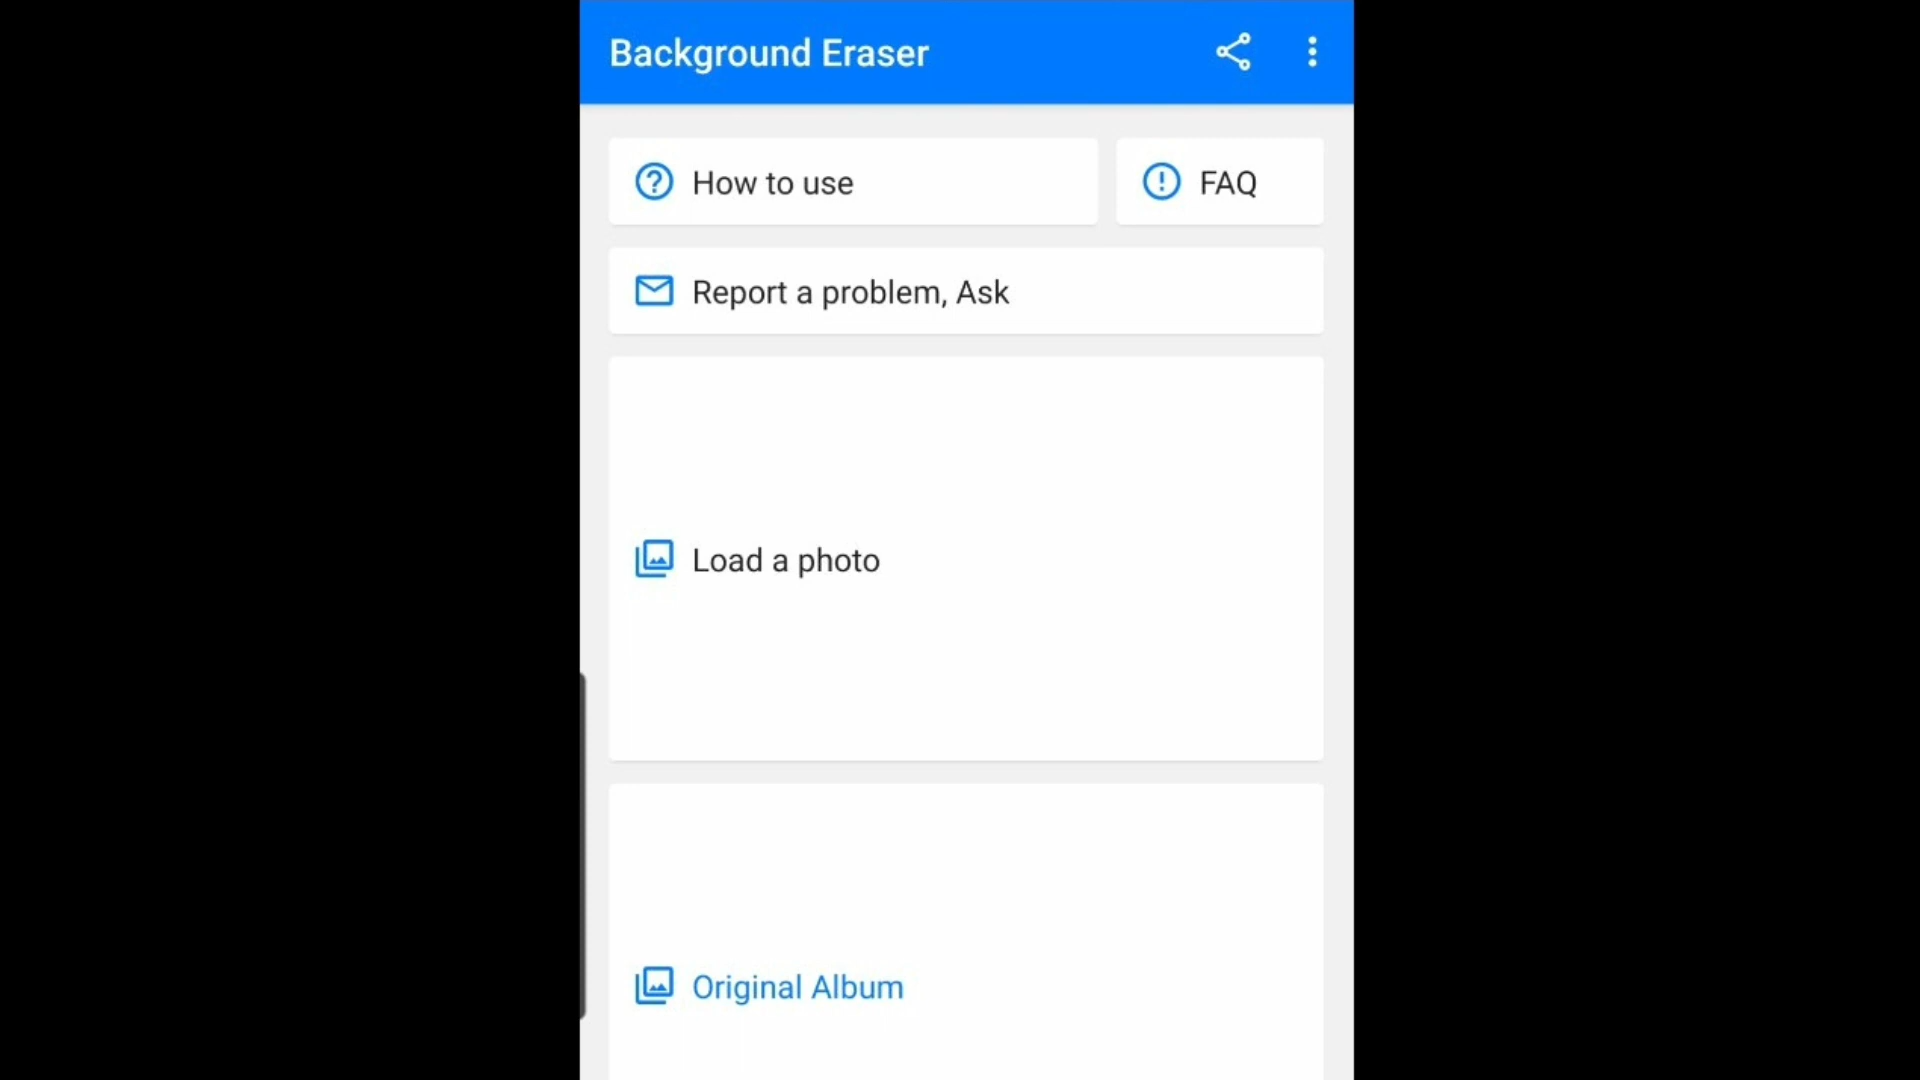 Background Eraser
How to use
FAQ
Report a problem, Ask
Load a photo
Original Album